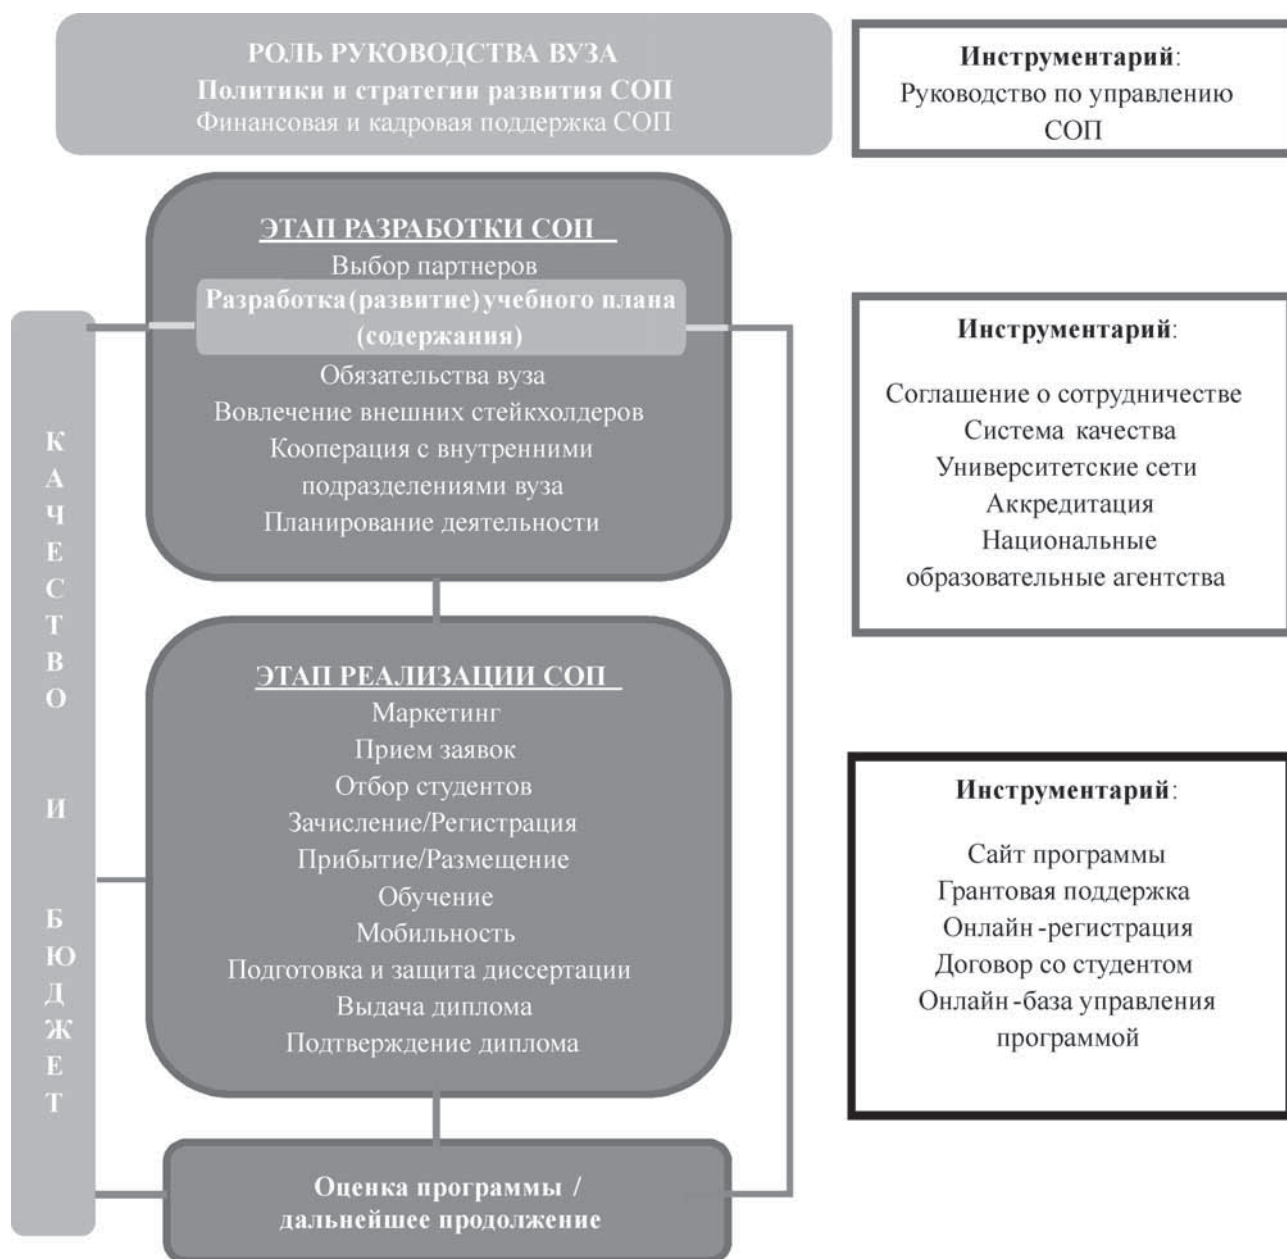 РОЛЬ РУКОВОДСТВА ВУЗА
Политики и стратегии развития СОП
Финансовая и кадровая поддержка СОП
Инструментарий:
Руководство по управлению
СОП
ЭТАП РАЗРАБОТКИ СОП
Выбор партнеров
Разработка(развитие)учебного плана
(содержания)
Обязательства вуза
Вовлечение внешних стейкхолдеров
Кооперация с внутренними
подразделениями вуза
Планирование деятельности
Инструментарий:
Соглашение о сотрудничестве
Система качества
Университетские сети
Аккредитация
Национальные
образовательные агентства
КАЧЕСТВО И БЮДЖЕТ
ЭТАП РЕАЛИЗАЦИИ СОП
Маркетинг
Прием заявок
Отбор студентов
Зачисление/Регистрация
Прибытие/Размещение
Обучение
Мобильность
Подготовка и защита диссертации
Выдача диплома
Подтверждение диплома
Инструментарий:
Сайт программы
Грантовая поддержка
Онлайн-регистрация
Договор со студентом
Онлайн-база управления
программой
Оценка программы /
дальнейшее продолжение